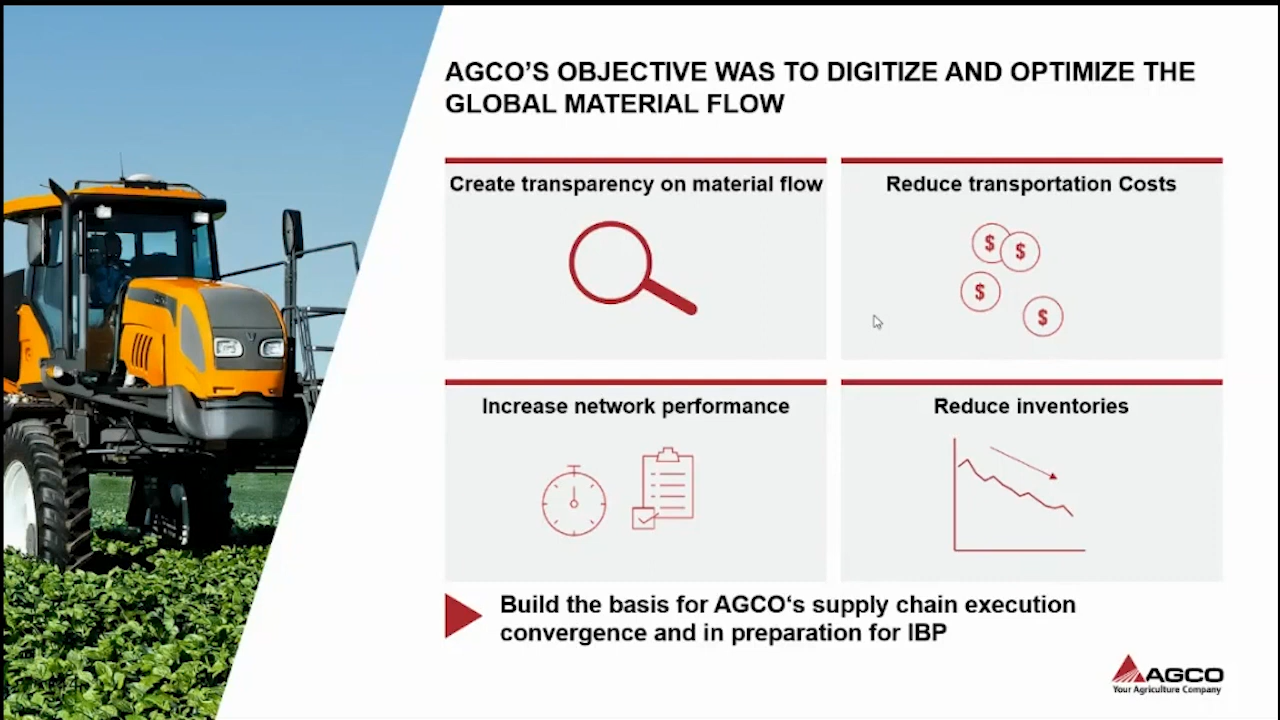 AGCO’S OBJECTIVE WAS TO DIGITIZE AND OPTIMIZE THE
GLOBAL MATERIAL FLOW
Create transparency on material flow
Reduce transportation Costs
$ $
$
$
Increase network performance
Reduce inventories
Build the basis for AGCO‘s supply chain execution
convergence and in preparation for IBP
AGCO
Your Agriculture Company